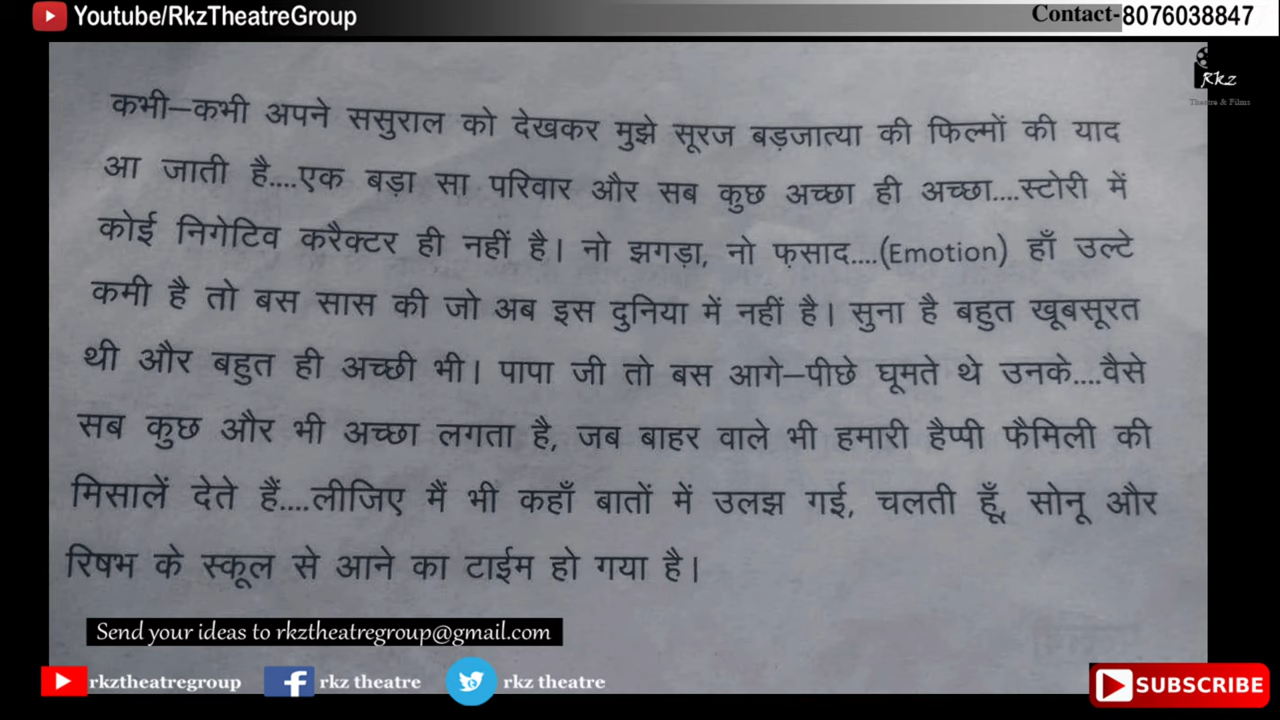 Youtube/RkzTheatreGroup
Contact-8076038847
Rkz
Theatre & Films
कभी–कभी अपने ससुराल को देखकर मुझे सूरज बड़जात्या की फिल्मों की याद
आ जाती है....एक बड़ा सा परिवार और सब कुछ अच्छा ही अच्छा....स्टोरी में
कोई निगेटिव करैक्टर ही नहीं है। नो झगड़ा, नो फ़साद....(Emotion) हाँ उल्टे
कमी है तो बस सास की जो अब इस दुनिया में नहीं है। सुना है बहुत खूबसूरत
थी और बहुत ही अच्छी भी। पापा जी तो बस आगे–पीछे घूमते थे उनके....वैसे
सब कुछ और भी अच्छा लगता है, जब बाहर वाले भी हमारी हैप्पी फैमिली की
मिसालें देते हैं....लीजिए मैं भी कहाँ बातों में उलझ गई, चलती हूँ, सोनू और
रिषभ के स्कूल से आने का टाईम हो गया है।
Send your ideas to rkztheatregroup@gmail.com
rkztheatregroup
rkz theatre
rkz theatre
SUBSCRIBE